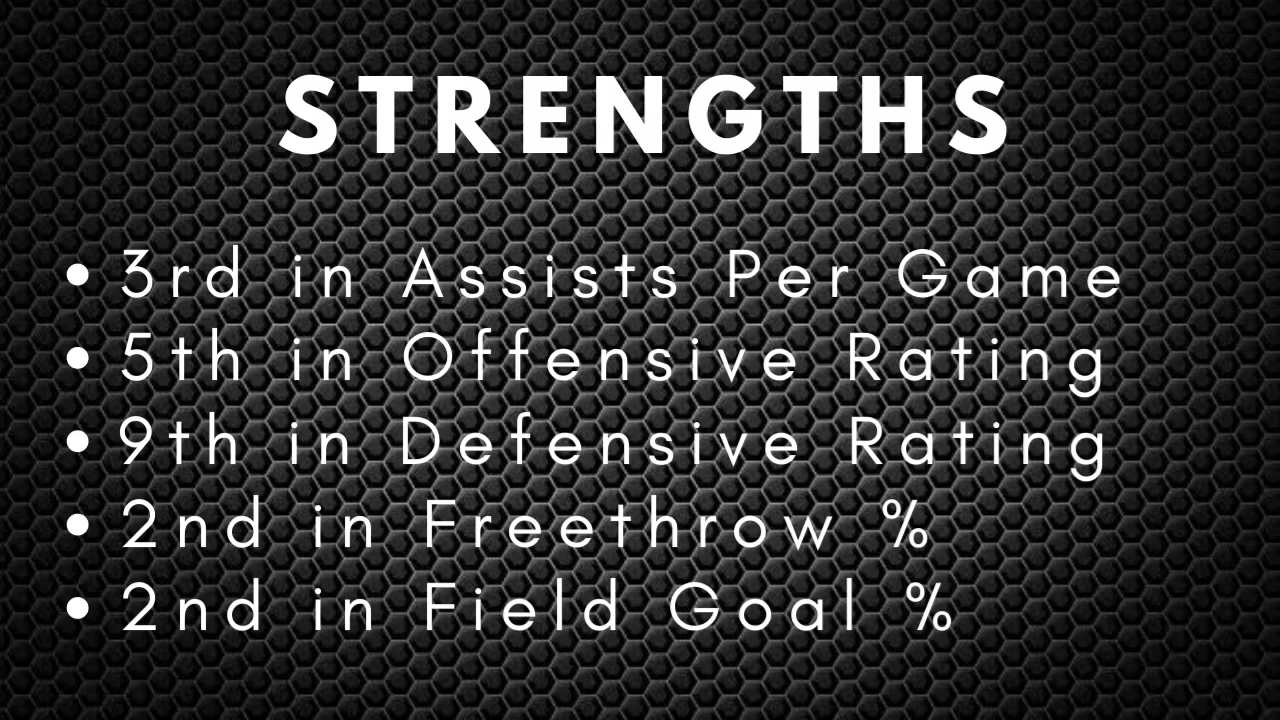 STRENGTHS
• 3rd in Assists Per Game
• 5th in Offensive Rating
• 9th in Defensive Rating
• 2nd in Freethrow %
• 2nd in Field Goal %